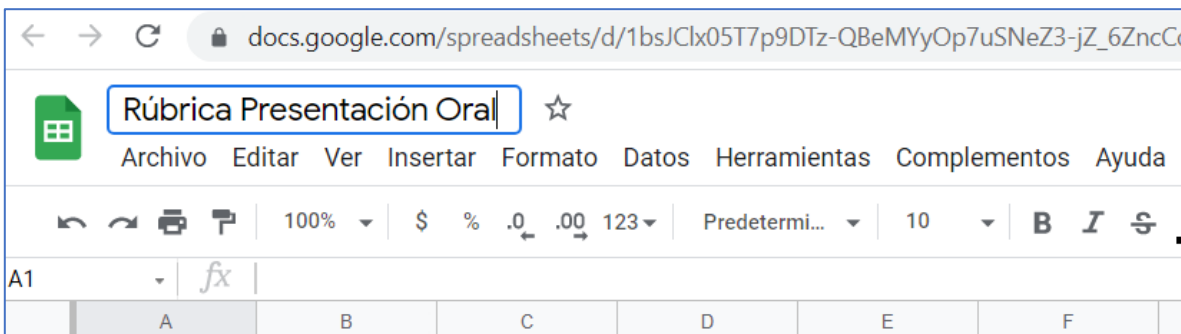 docs.google.com/spreadsheets/d/1bsJClx05T7p9DTz-QBeMYyOp7uSNeZ3-jZ_6ZncC
Rúbrica Presentación Oral
Archivo Editar Ver Insertar Formato Datos Herramientas Complementos Ayuda
100% $ % .0 .00 123 Predetermi... 10 B I S
A1 fx
A B C D E F